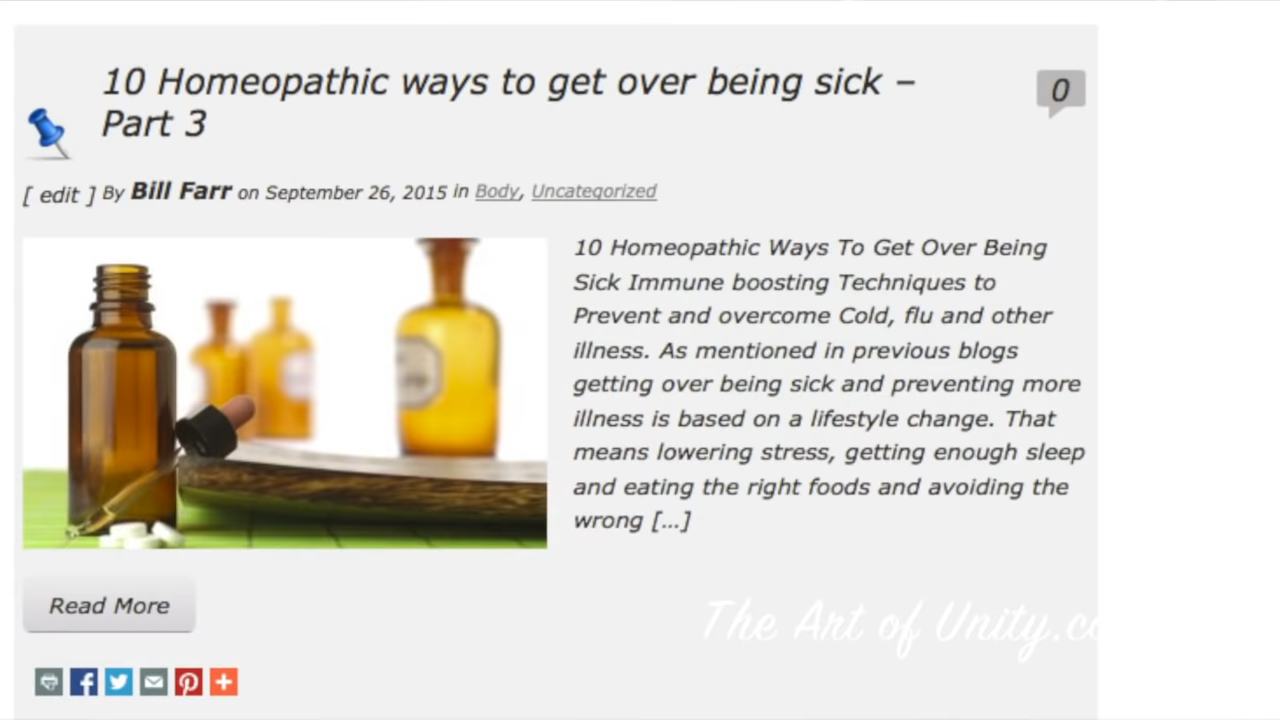 10 Homeopathic ways to get over being sick –
Part 3
0
[ edit ] By Bill Farr on September 26, 2015 in Body, Uncategorized
10 Homeopathic Ways To Get Over Being
Sick Immune boosting Techniques to
Prevent and overcome Cold, flu and other
illness. As mentioned in previous blogs
getting over being sick and preventing more
illness is based on a lifestyle change. That
means lowering stress, getting enough sleep
and eating the right foods and avoiding the
wrong [...]
Read More
The Art of Unity.co